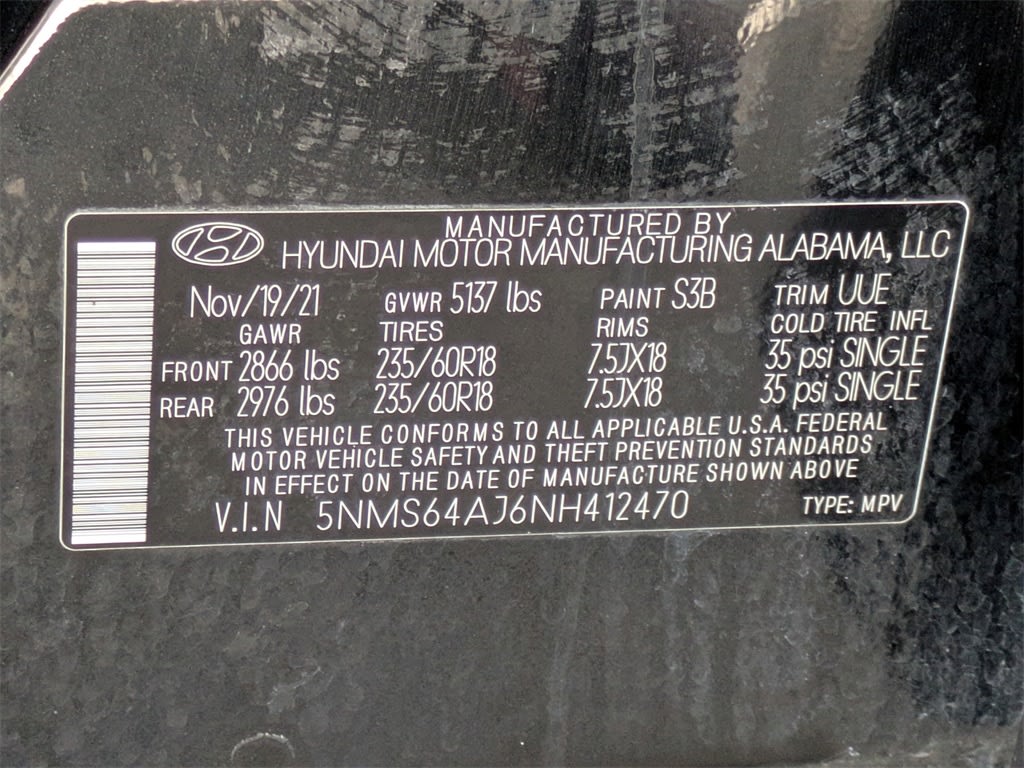 MANUFACTURED BY
HYUNDAI MOTOR MANUFACTURING ALABAMA, LLC
Nov/19/21 GVWR 5137 lbs PAINT S3B TRIM UUE
GAWR TIRES RIMS COLD TIRE INFL
FRONT 2866 lbs 235/60R18 7.5JX18 35 psi SINGLE
REAR 2976 lbs 235/60R18 7.5JX18 35 psi SINGLE
THIS VEHICLE CONFORMS TO ALL APPLICABLE U.S.A. FEDERAL
MOTOR VEHICLE SAFETY AND THEFT PREVENTION STANDARDS
IN EFFECT ON THE DATE OF MANUFACTURE SHOWN ABOVE
V.I.N 5NMS64AJ6NH412470 TYPE: MPV